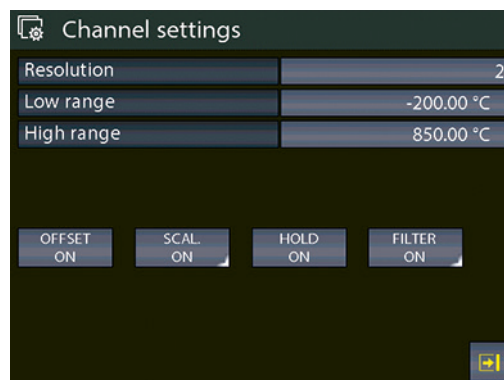 Channel settings
Resolution 2
Low range -200.00 °C
High range 850.00 °C
OFFSET SCAL. HOLD FILTER
ON ON ON ON